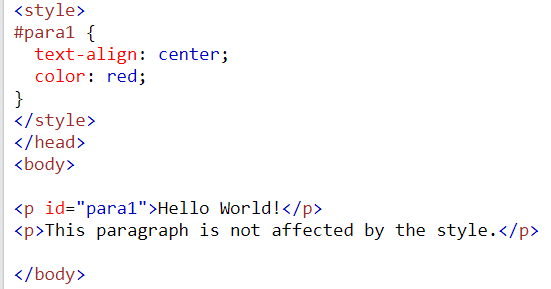 <style>
#para1 {
  text-align: center;
  color: red;
}
</style>
</head>
<body>

<p id="para1">Hello World!</p>
<p>This paragraph is not affected by the style.</p>

</body>